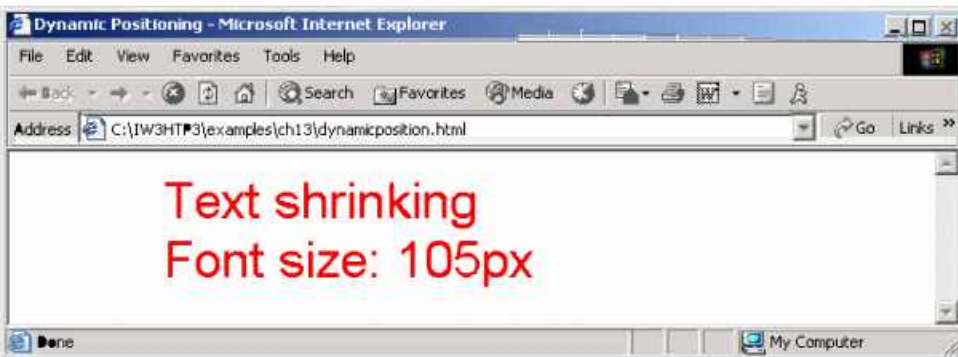 Dynamic Positioning - Microsoft Internet Explorer
File Edit View Favorites Tools Help
Back Search Favorites Media
Address C:\IW3HTP3\examples\ch13\dynamicposition.html Go Links »
Text shrinking
Font size: 105px
Done My Computer